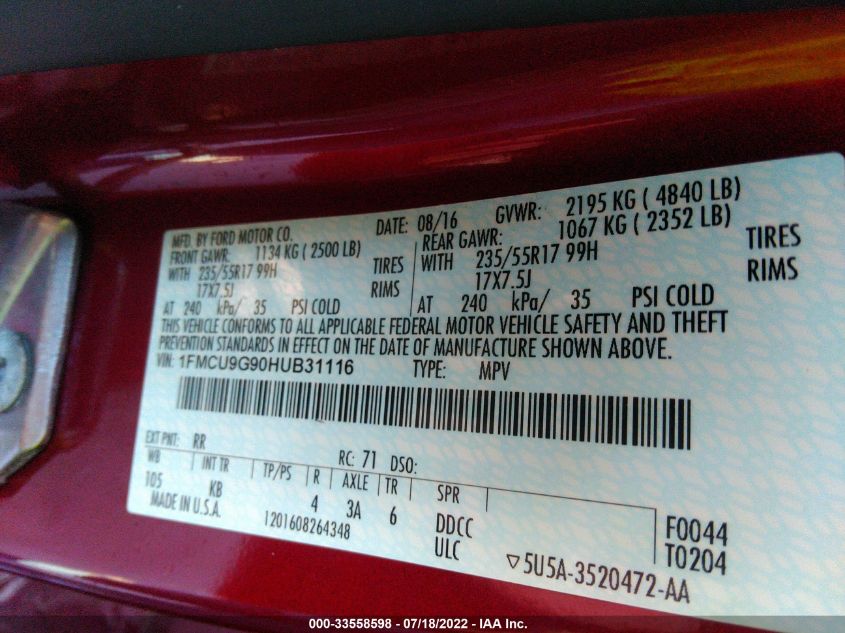 MFD. BY FORD MOTOR CO.
DATE: 08/16 GVWR: 2195 KG ( 4840 LB)
FRONT GAWR: 1134 KG ( 2500 LB)
REAR GAWR: 1067 KG ( 2352 LB)
WITH 235/55R17 99H TIRES
WITH 235/55R17 99H TIRES
17X7.5J RIMS
17X7.5J RIMS
AT 240 kPa/ 35 PSI COLD
AT 240 kPa/ 35 PSI COLD
THIS VEHICLE CONFORMS TO ALL APPLICABLE FEDERAL MOTOR VEHICLE SAFETY AND THEFT
PREVENTION STANDARDS IN EFFECT ON THE DATE OF MANUFACTURE SHOWN ABOVE.
VIN: 1FMCU9G90HUB31116 TYPE: MPV
EXT PNT: RR RC: 71 DSO:
WB INT TR TP/PS R AXLE TR SPR
105 KB 4 3A 6 DDCC F0044
MADE IN U.S.A. 1201608264348 ULC T0204
▽5U5A-3520472-AA
000-33558598 - 07/18/2022 - IAA Inc.